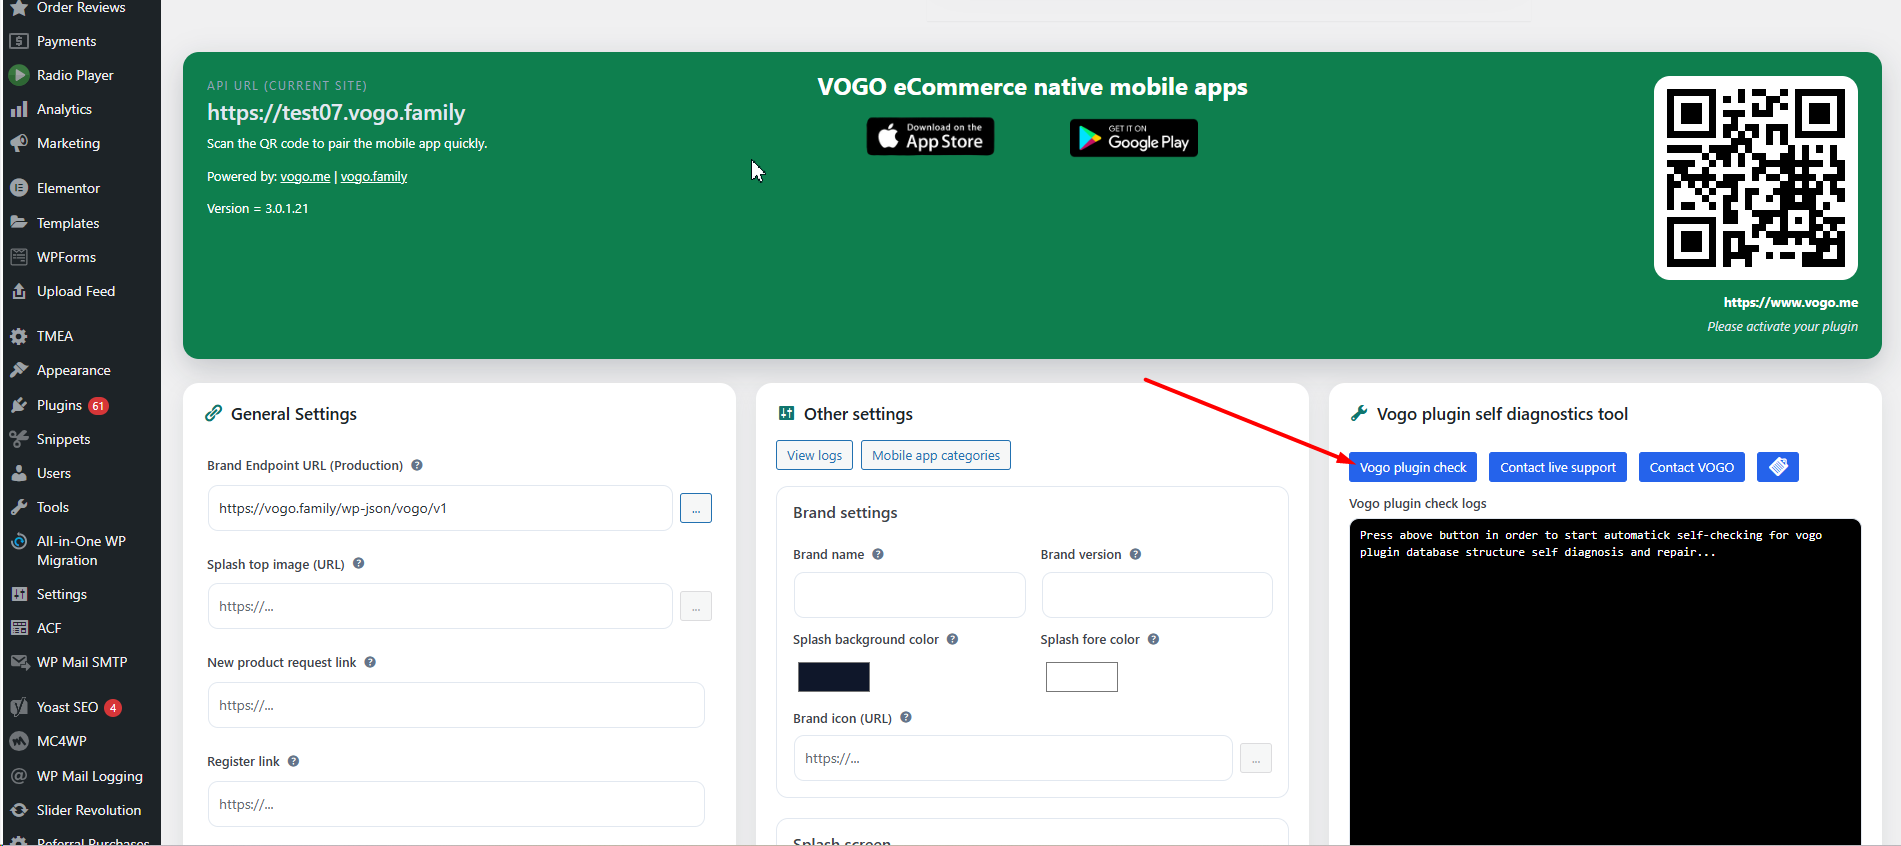 Order Reviews
Payments
Radio Player
Analytics
Marketing
Elementor
Templates
WPForms
Upload Feed
TMEA
Appearance
Plugins 61
Snippets
Users
Tools
All-in-One WP
Migration
Settings
ACF
WP Mail SMTP
Yoast SEO 4
MC4WP
WP Mail Logging
Slider Revolution
Referral Purchases
API URL (CURRENT SITE)
https://test07.vogo.family
Scan the QR code to pair the mobile app quickly.
Powered by: vogo.me | vogo.family
Version = 3.0.1.21
VOGO eCommerce native mobile apps
Download on the
App Store
GET IT ON
Google Play
https://www.vogo.me
Please activate your plugin
General Settings
Brand Endpoint URL (Production) ?
https://vogo.family/wp-json/vogo/v1
...
Splash top image (URL) ?
https://...
...
New product request link ?
https://...
Register link ?
https://...
Other settings
View logs
Mobile app categories
Brand settings
Brand name ?
Brand version ?
Splash background color ?
Splash fore color ?
Brand icon (URL) ?
https://...
...
Splash screen
Vogo plugin self diagnostics tool
Vogo plugin check
Contact live support
Contact VOGO
Vogo plugin check logs
Press above button in order to start automatick self-checking for vogo
plugin database structure self diagnosis and repair...